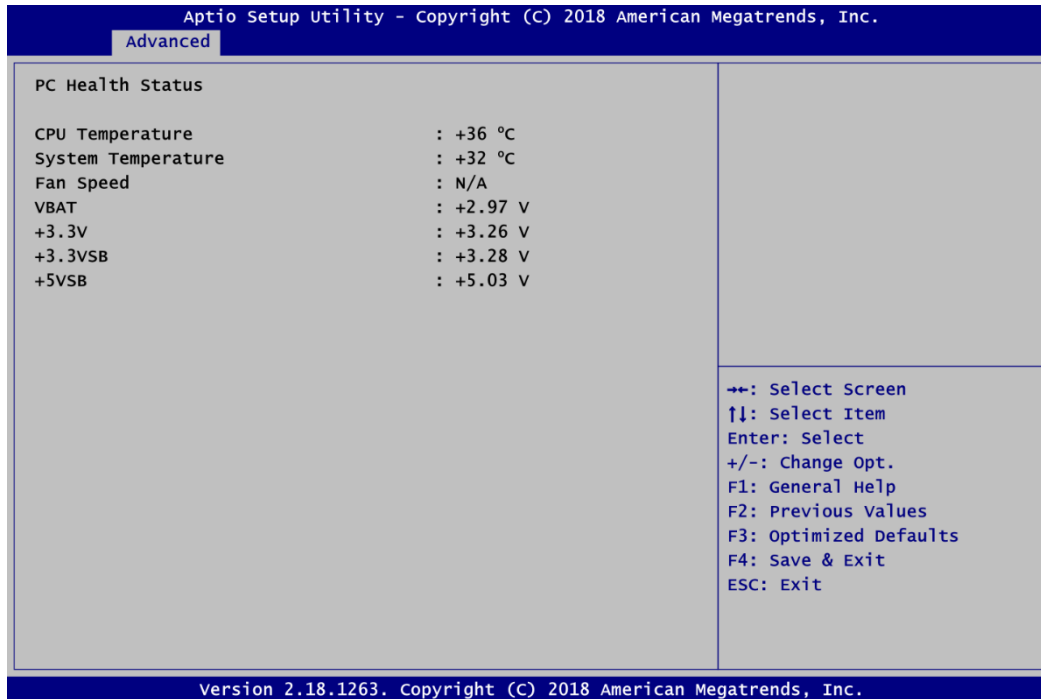 Aptio Setup Utility - Copyright (C) 2018 American Megatrends, Inc.
Advanced
PC Health Status
CPU Temperature : +36 ºC
System Temperature : +32 ºC
Fan Speed : N/A
VBAT : +2.97 V
+3.3V : +3.26 V
+3.3VSB : +3.28 V
+5VSB : +5.03 V
→←: Select Screen
↑↓: Select Item
Enter: Select
+/-: Change Opt.
F1: General Help
F2: Previous Values
F3: Optimized Defaults
F4: Save & Exit
ESC: Exit
Version 2.18.1263. Copyright (C) 2018 American Megatrends, Inc.